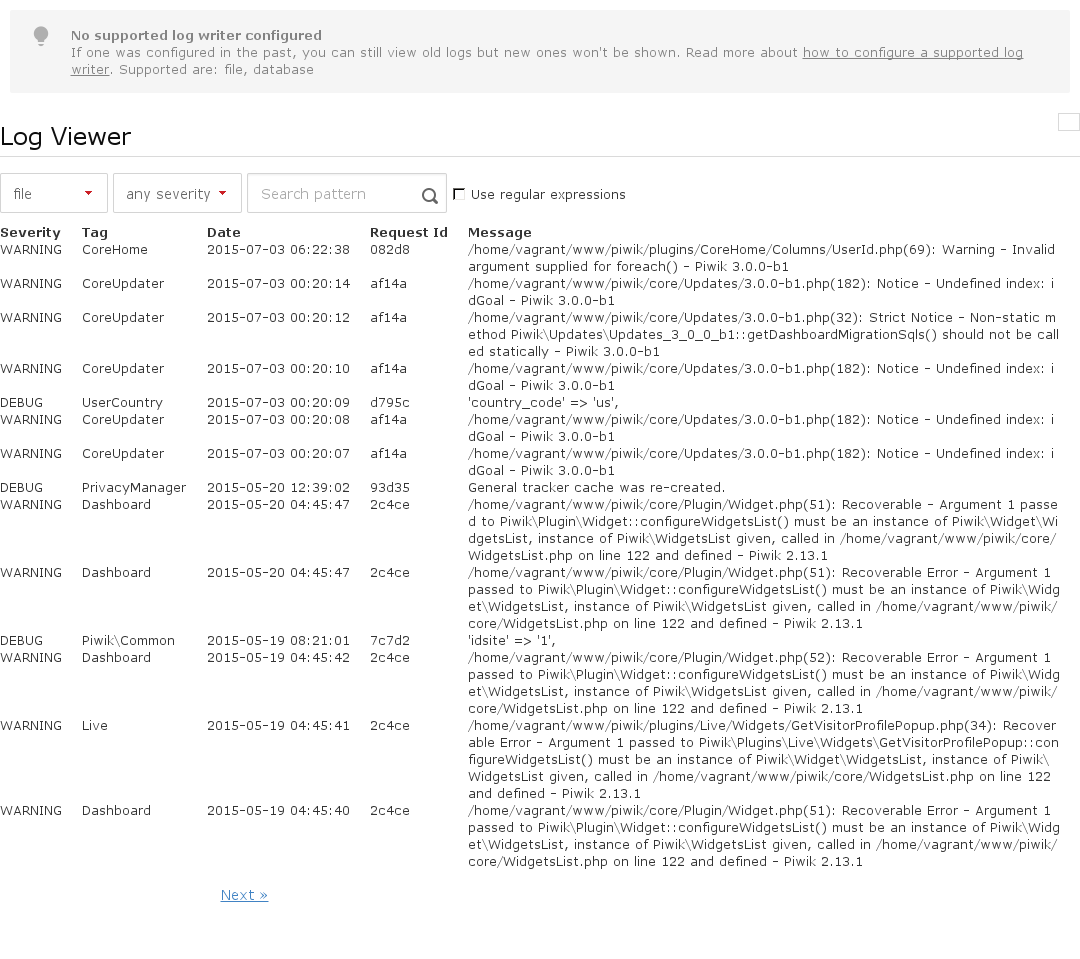 No supported log writer configured
If one was configured in the past, you can still view old logs but new ones won't be shown. Read more about how to configure a supported log
writer. Supported are: file, database
Log Viewer
file any severity Search pattern Use regular expressions
Severity Tag Date Request Id Message
WARNING CoreHome 2015-07-03 06:22:38 082d8 /home/vagrant/www/piwik/plugins/CoreHome/Columns/UserId.php(69): Warning - Invalid
argument supplied for foreach() - Piwik 3.0.0-b1
WARNING CoreUpdater 2015-07-03 00:20:14 af14a /home/vagrant/www/piwik/core/Updates/3.0.0-b1.php(182): Notice - Undefined index: i
dGoal - Piwik 3.0.0-b1
WARNING CoreUpdater 2015-07-03 00:20:12 af14a /home/vagrant/www/piwik/core/Updates/3.0.0-b1.php(32): Strict Notice - Non-static m
ethod Piwik\Updates\Updates_3_0_0_b1::getDashboardMigrationSqls() should not be call
ed statically - Piwik 3.0.0-b1
WARNING CoreUpdater 2015-07-03 00:20:10 af14a /home/vagrant/www/piwik/core/Updates/3.0.0-b1.php(182): Notice - Undefined index: i
dGoal - Piwik 3.0.0-b1
DEBUG UserCountry 2015-07-03 00:20:09 d795c 'country_code' => 'us',
WARNING CoreUpdater 2015-07-03 00:20:08 af14a /home/vagrant/www/piwik/core/Updates/3.0.0-b1.php(182): Notice - Undefined index: i
dGoal - Piwik 3.0.0-b1
WARNING CoreUpdater 2015-07-03 00:20:07 af14a /home/vagrant/www/piwik/core/Updates/3.0.0-b1.php(182): Notice - Undefined index: i
dGoal - Piwik 3.0.0-b1
DEBUG PrivacyManager 2015-05-20 12:39:02 93d35 General tracker cache was re-created.
WARNING Dashboard 2015-05-20 04:45:47 2c4ce /home/vagrant/www/piwik/core/Plugin/Widget.php(51): Recoverable - Argument 1 passe
d to Piwik\Plugin\Widget::configureWidgetsList() must be an instance of Piwik\Widget\Wi
dgetsList, instance of Piwik\WidgetsList given, called in /home/vagrant/www/piwik/core/
WidgetsList.php on line 122 and defined - Piwik 2.13.1
WARNING Dashboard 2015-05-20 04:45:47 2c4ce /home/vagrant/www/piwik/core/Plugin/Widget.php(51): Recoverable Error - Argument 1
passed to Piwik\Plugin\Widget::configureWidgetsList() must be an instance of Piwik\Widg
et\WidgetsList, instance of Piwik\WidgetsList given, called in /home/vagrant/www/piwik/
core/WidgetsList.php on line 122 and defined - Piwik 2.13.1
DEBUG Piwik\Common 2015-05-19 08:21:01 7c7d2 'idsite' => '1',
WARNING Dashboard 2015-05-19 04:45:42 2c4ce /home/vagrant/www/piwik/core/Plugin/Widget.php(52): Recoverable Error - Argument 1
passed to Piwik\Plugin\Widget::configureWidgetsList() must be an instance of Piwik\Widg
et\WidgetsList, instance of Piwik\WidgetsList given, called in /home/vagrant/www/piwik/
core/WidgetsList.php on line 122 and defined - Piwik 2.13.1
WARNING Live 2015-05-19 04:45:41 2c4ce /home/vagrant/www/piwik/plugins/Live/Widgets/GetVisitorProfilePopup.php(34): Recover
able Error - Argument 1 passed to Piwik\Plugins\Live\Widgets\GetVisitorProfilePopup::con
figureWidgetsList() must be an instance of Piwik\Widget\WidgetsList, instance of Piwik\
WidgetsList given, called in /home/vagrant/www/piwik/core/WidgetsList.php on line 122
and defined - Piwik 2.13.1
WARNING Dashboard 2015-05-19 04:45:40 2c4ce /home/vagrant/www/piwik/core/Plugin/Widget.php(51): Recoverable Error - Argument 1
passed to Piwik\Plugin\Widget::configureWidgetsList() must be an instance of Piwik\Widg
et\WidgetsList, instance of Piwik\WidgetsList given, called in /home/vagrant/www/piwik/
core/WidgetsList.php on line 122 and defined - Piwik 2.13.1
Next »